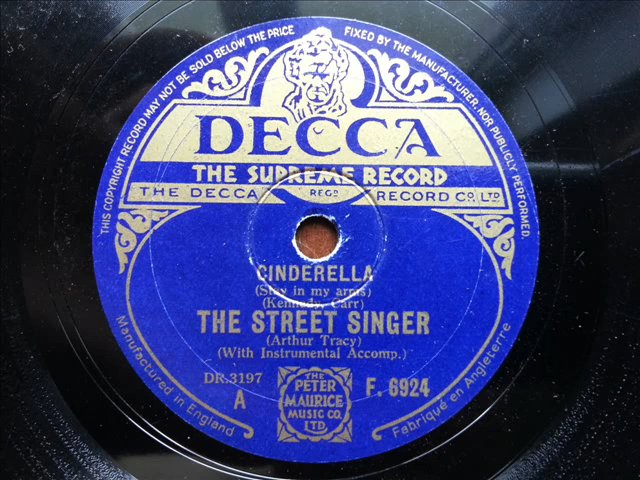 THIS COPYRIGHT RECORD MAY NOT BE SOLD BELOW THE PRICE FIXED BY THE MANUFACTURER, NOR PUBLICLY PERFORMED.
DECCA
THE SUPREME RECORD
THE DECCA REGD RECORD CO. LTD
CINDERELLA
(Stay in my arms)
(Kennedy, Carr)
THE STREET SINGER
(Arthur Tracy)
(With Instrumental Accomp.)
DR.3197
A
THE
PETER
MAURICE
MUSIC CO.
LTD.
F. 6924
Manufactured in England
Fabriqué en Angleterre